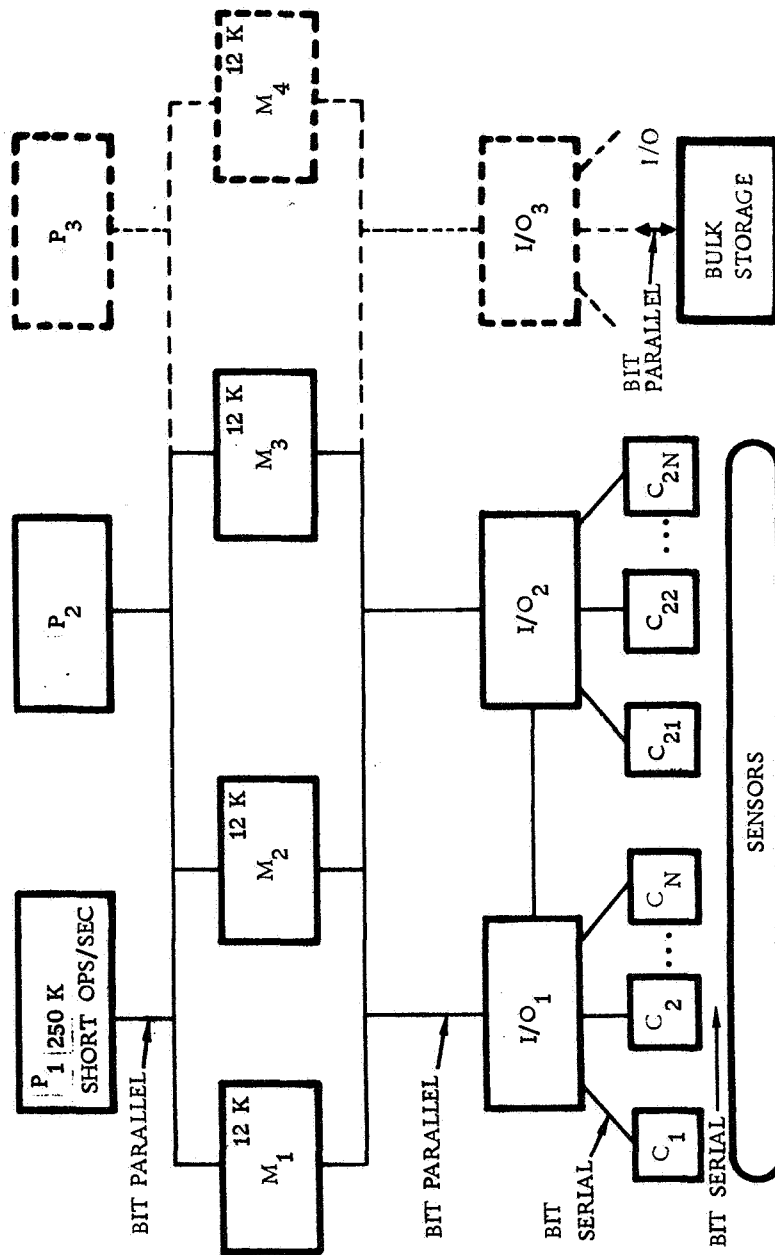 P1 250 K
SHORT OPS/SEC
P2
P3
BIT PARALLEL
12 K
M1
12 K
M2
12 K
M3
12 K
M4
BIT PARALLEL
I/O1
I/O2
I/O3
I/O
BIT
SERIAL
BIT
PARALLEL
C1
C2
...
CN
C21
C22
...
C2N
BULK
STORAGE
BIT SERIAL
SENSORS